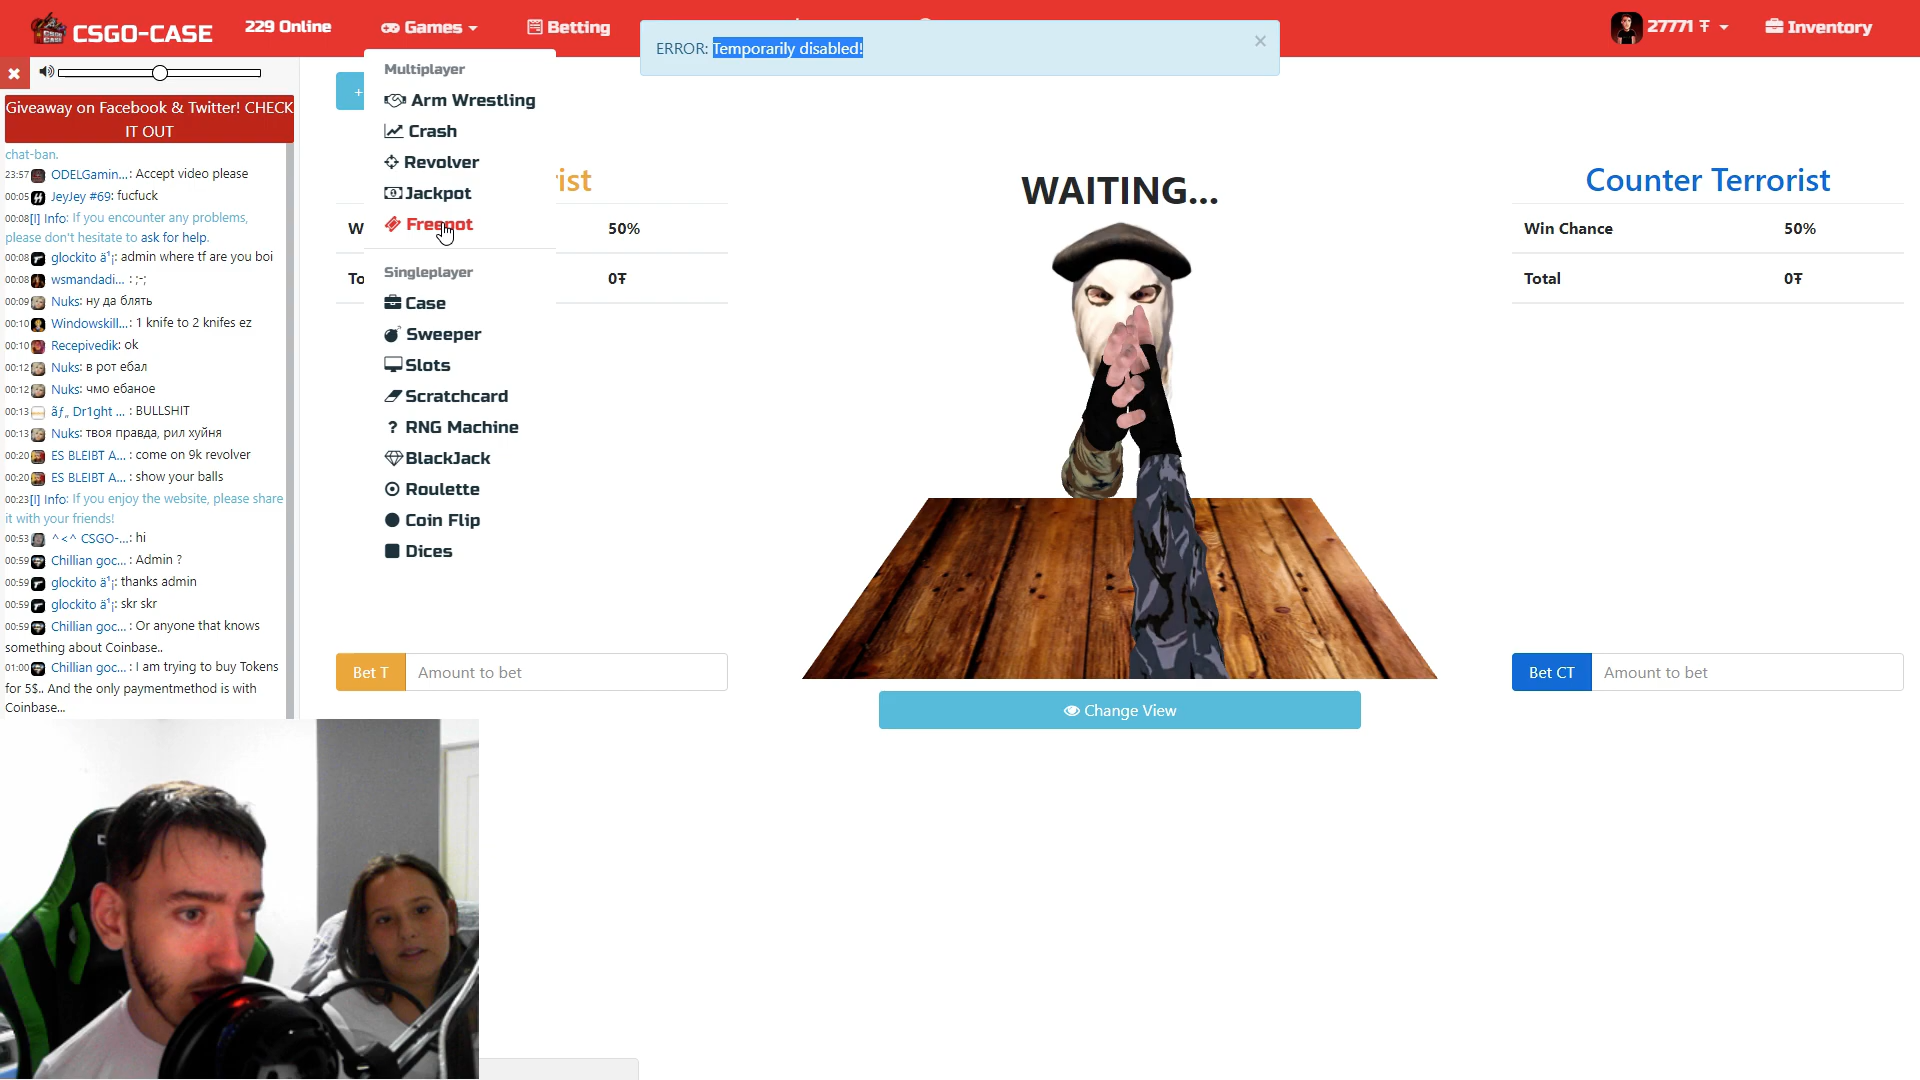 CSGO-CASE
229 Online
Games
Betting
27771 Ŧ
Inventory
ERROR: Temporarily disabled!
×
Giveaway on Facebook & Twitter! CHECK
IT OUT
chat-ban.
23:57 ODELGamin...: Accept video please
00:05 JeyJey #69: fucfuck
00:08[!] Info: If you encounter any problems,
please don't hesitate to ask for help.
00:08 glockito ä¹¡: admin where tf are you boi
00:08 wsmandadi... : ;-;
00:09 Nuks: ну да блять
00:10 Windowskill...: 1 knife to 2 knifes ez
00:10 Recepivedik: ok
00:12 Nuks: в рот ебал
00:12 Nuks: чмо ебаное
00:13 ãƒ„ Dr1ght ... : BULLSHIT
00:13 Nuks: твоя правда, рил хуйня
00:20 ES BLEIBT A... : come on 9k revolver
00:20 ES BLEIBT A... : show your balls
00:23[!] Info: If you enjoy the website, please share
it with your friends!
00:53 ^<^ CSGO-...: hi
00:59 Chillian goc... : Admin ?
00:59 glockito ä¹¡: thanks admin
00:59 glockito ä¹¡: skr skr
00:59 Chillian goc... : Or anyone that knows
something about Coinbase..
01:00 Chillian goc... : I am trying to buy Tokens
for 5$.. And the only paymentmethod is with
Coinbase...
Multiplayer
Arm Wrestling
Crash
Revolver
Jackpot
Freepot
Singleplayer
Case
Sweeper
Slots
Scratchcard
? RNG Machine
BlackJack
Roulette
Coin Flip
Dices
+
rist
W
50%
To
0Ŧ
Bet T
Amount to bet
WAITING...
Change View
Counter Terrorist
Win Chance
50%
Total
0Ŧ
Bet CT
Amount to bet